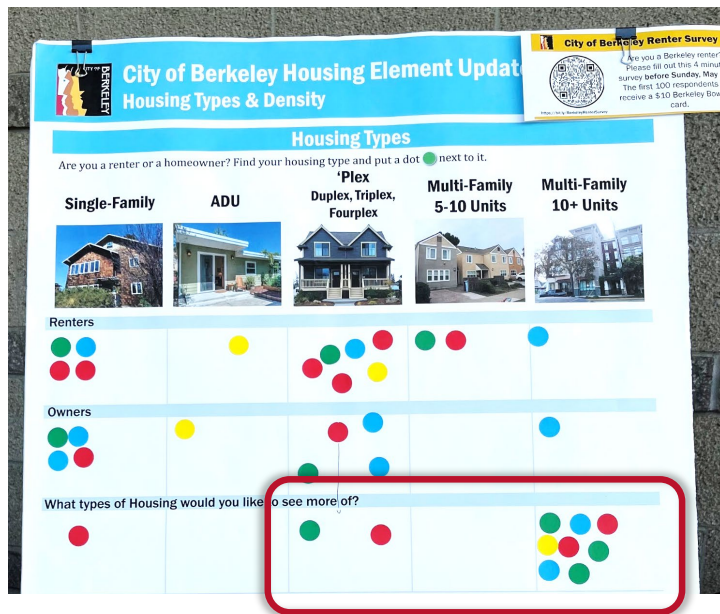 CITY OF
BERKELEY
City of Berkeley Housing Element Update
Housing Types & Density
City of Berkeley Renter Survey
Are you a Berkeley renter?
Please fill out this 4 minut
survey before Sunday, May
The first 100 respondents
receive a $10 Berkeley Bow
card.
Housing Types
Are you a renter or a homeowner? Find your housing type and put a dot next to it.
Single-Family
ADU
'Plex
Duplex, Triplex,
Fourplex
Multi-Family
5-10 Units
Multi-Family
10+ Units
Renters
Owners
What types of Housing would you like to see more of?